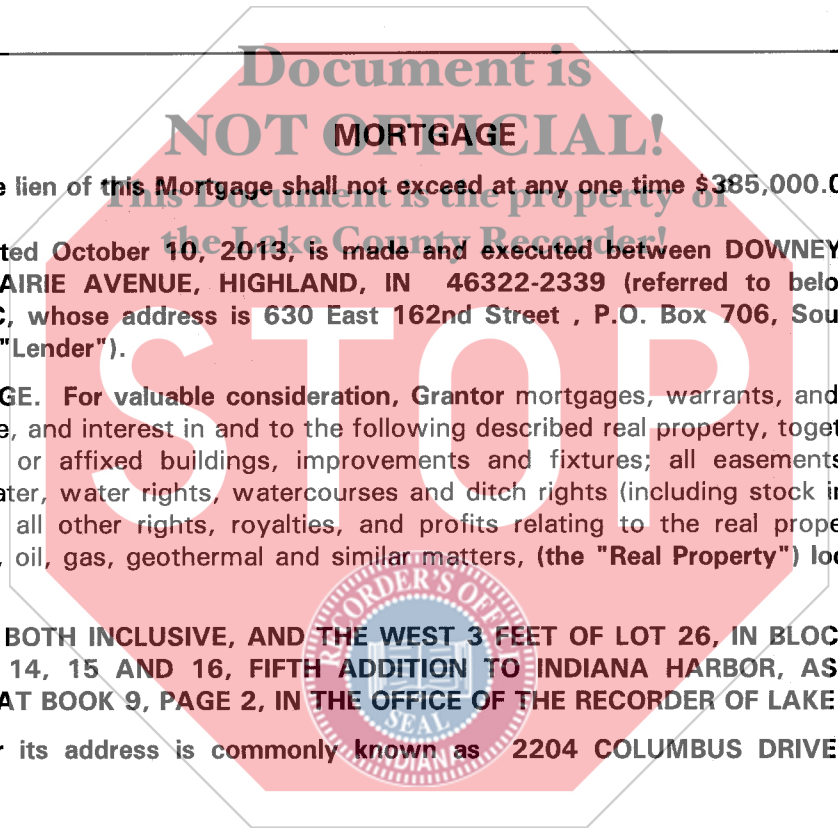 Document is
NOT OFFICIAL!
MORTGAGE
e lien of this Mortgage shall not exceed at any one time $385,000.0
This Document is the property of
the Lake County Recorder!
ted October 10, 2013, is made and executed between DOWNEY
AIRIE AVENUE, HIGHLAND, IN 46322-2339 (referred to belo
C, whose address is 630 East 162nd Street , P.O. Box 706, Sou
"Lender").
STOP
GE. For valuable consideration, Grantor mortgages, warrants, and
e, and interest in and to the following described real property, toget
or affixed buildings, improvements and fixtures; all easements
ater, water rights, watercourses and ditch rights (including stock in
all other rights, royalties, and profits relating to the real prope
, oil, gas, geothermal and similar matters, (the "Real Property") loc
RECORDER'S OFFICE
BOTH INCLUSIVE, AND THE WEST 3 FEET OF LOT 26, IN BLOC
14, 15 AND 16, FIFTH ADDITION TO INDIANA HARBOR, AS
AT BOOK 9, PAGE 2, IN THE OFFICE OF THE RECORDER OF LAKE
SEAL
INDIANA
r its address is commonly known as 2204 COLUMBUS DRIVE